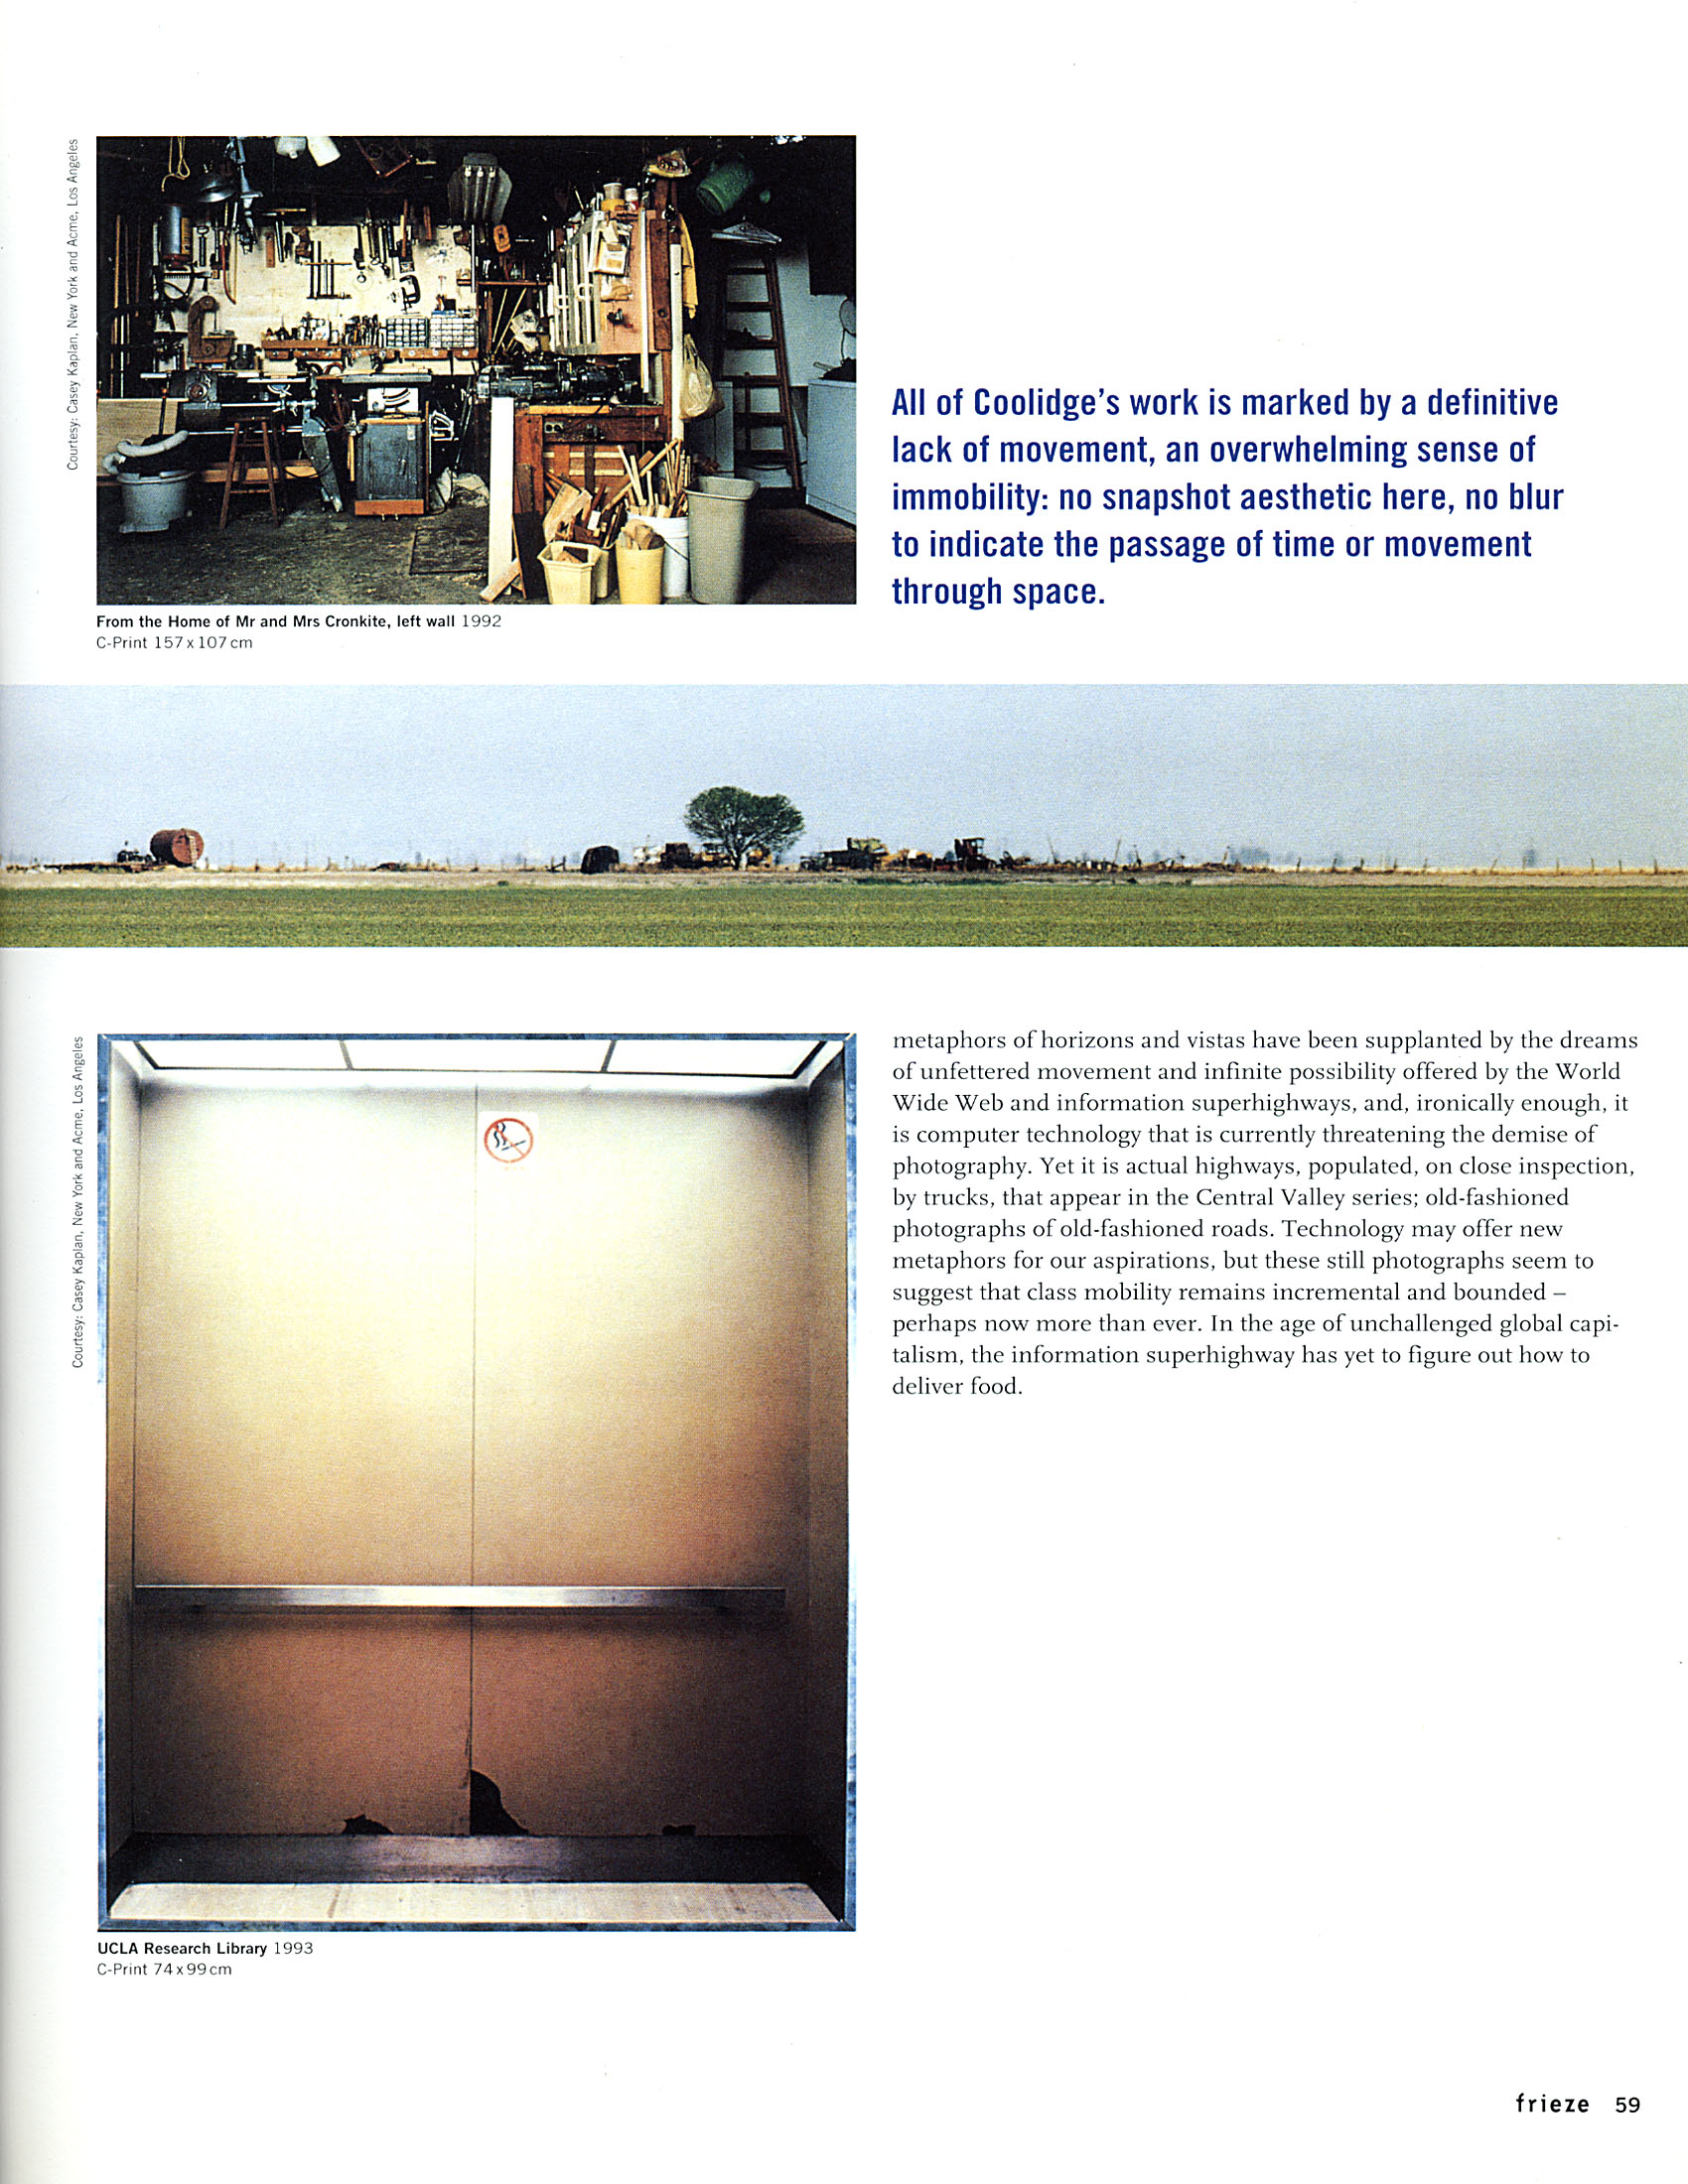 Courtesy: Casey Kaplan, New York and Acme, Los Angeles
From the Home of Mr and Mrs Cronkite, left wall 1992
C-Print 157 x 107 cm
All of Coolidge's work is marked by a definitive
lack of movement, an overwhelming sense of
immobility: no snapshot aesthetic here, no blur
to indicate the passage of time or movement
through space.
Courtesy: Casey Kaplan, New York and Acme, Los Angeles
UCLA Research Library 1993
C-Print 74 x 99 cm
metaphors of horizons and vistas have been supplanted by the dreams
of unfettered movement and infinite possibility offered by the World
Wide Web and information superhighways, and, ironically enough, it
is computer technology that is currently threatening the demise of
photography. Yet it is actual highways, populated, on close inspection,
by trucks, that appear in the Central Valley series; old-fashioned
photographs of old-fashioned roads. Technology may offer new
metaphors for our aspirations, but these still photographs seem to
suggest that class mobility remains incremental and bounded –
perhaps now more than ever. In the age of unchallenged global capi-
talism, the information superhighway has yet to figure out how to
deliver food.
frieze 59